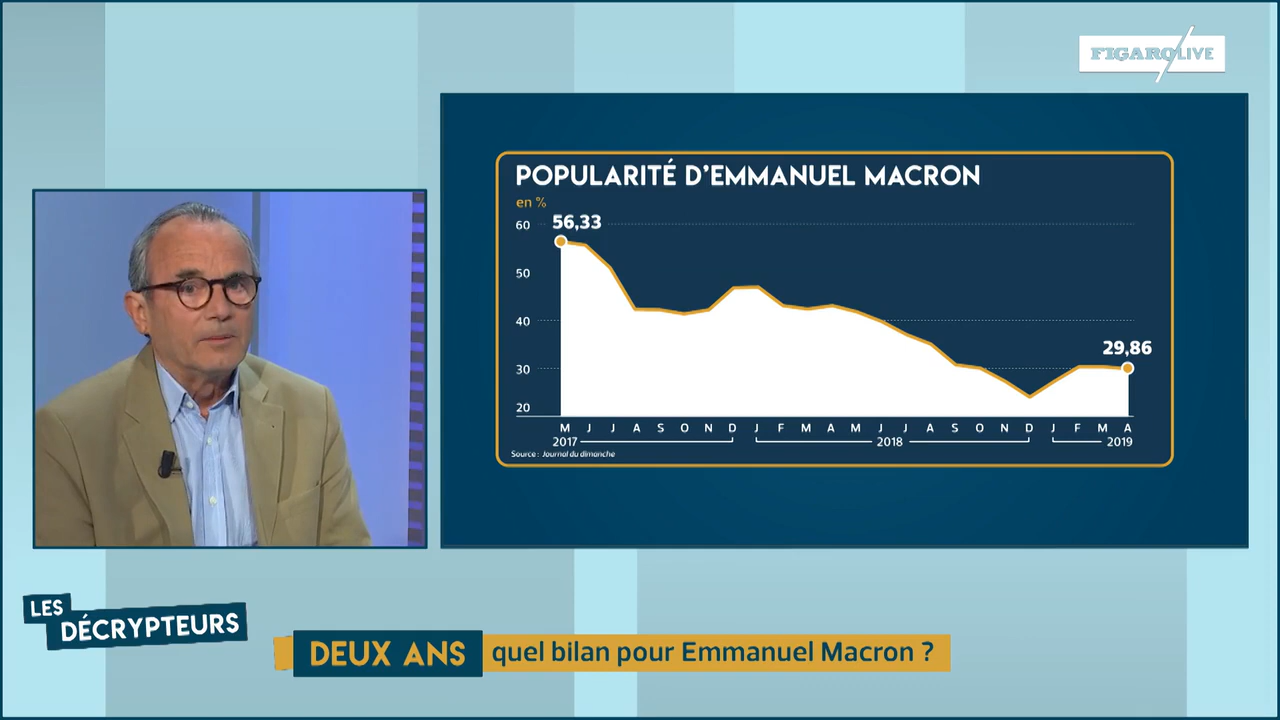 FIGARO LIVE
POPULARITÉ D'EMMANUEL MACRON
en %
60
56,33
50
40
29,86
30
20
M J J A S O N D J F M A M J J A S O N D J F M A
2017 2018 2019
Source : Journal du dimanche
LES
DÉCRYPTEURS
DEUX ANS quel bilan pour Emmanuel Macron ?